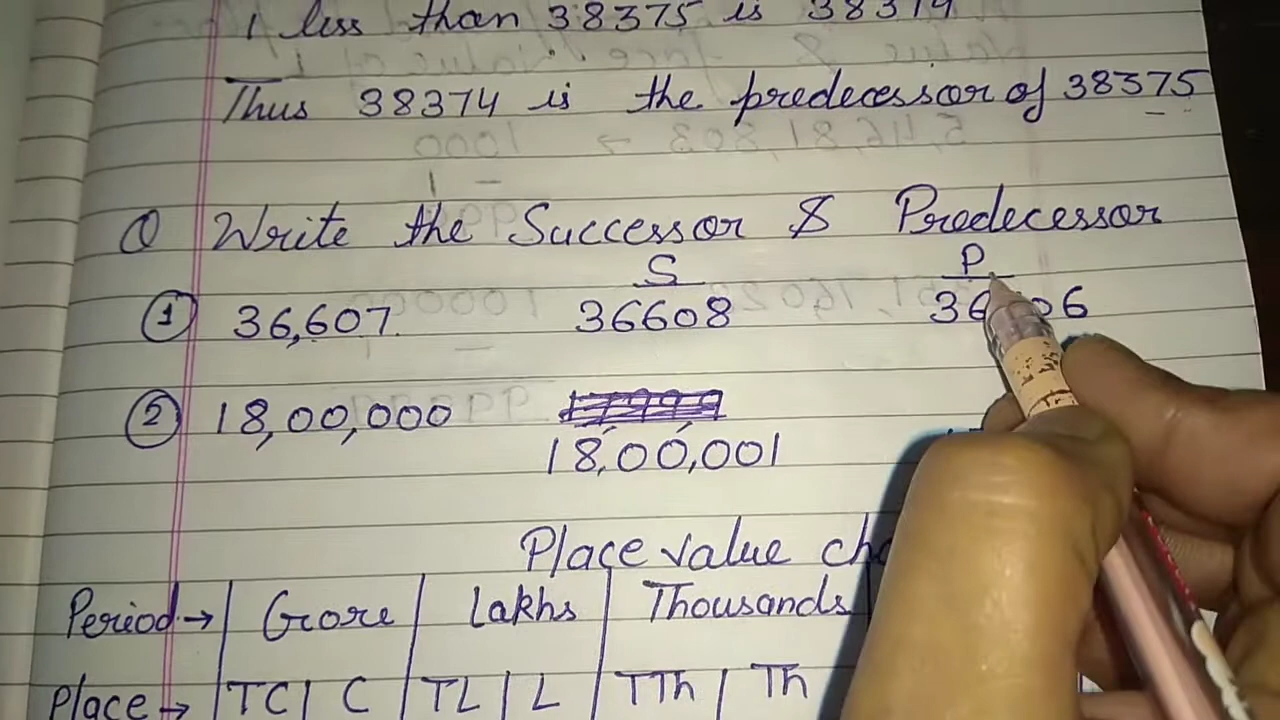 1 less than 38375 is 38374
Thus 38374 is the predecessor of 38375
Q Write the Successor & Predecessor
S P
① 36,607. 36608
② 18,00,000
18,00,001
Place value
Period → Crore Lakhs Thousands
Place → TC C TL L TTh Th